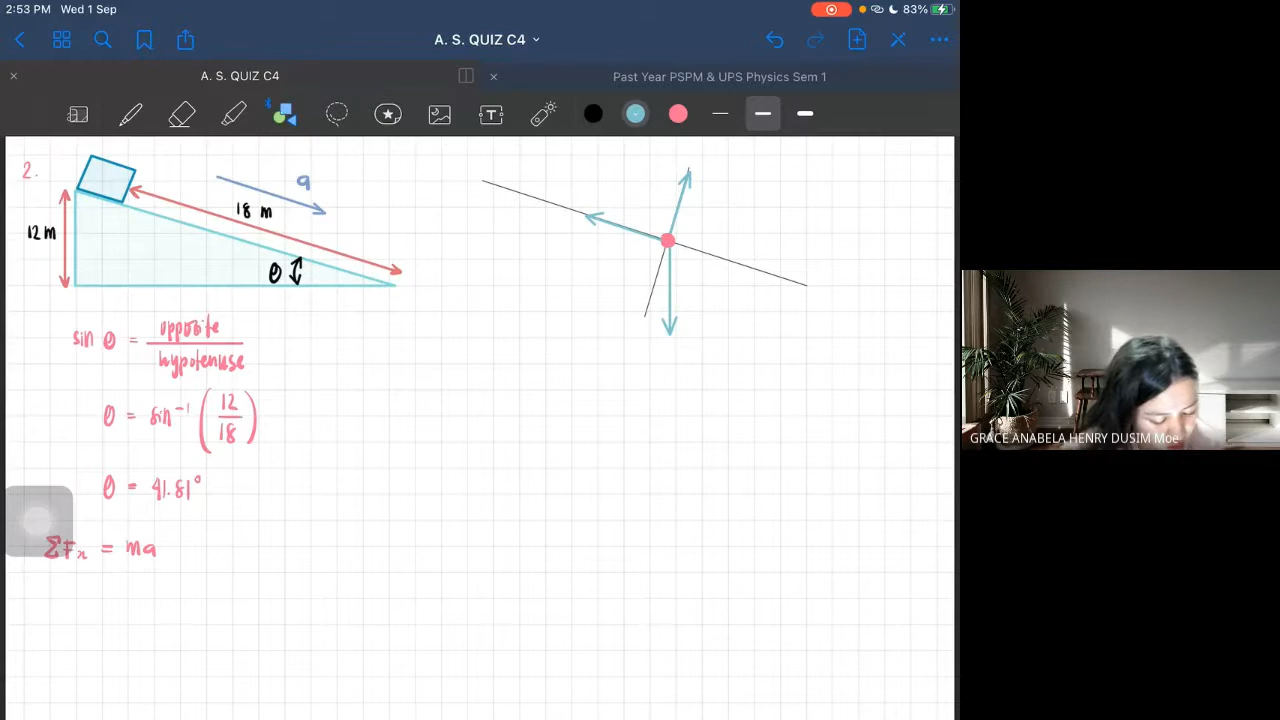 2:53 PM Wed 1 Sep
83%
A. S. QUIZ C4
A. S. QUIZ C4
Past Year PSPM & UPS Physics Sem 1
T
2.
a
18 m
12 m
θ
sin θ = opposite / hypotenuse
θ = sin⁻¹ (12/18)
θ = 41.81°
ΣFx = ma
GRACE ANABELA HENRY DUSIM Moe